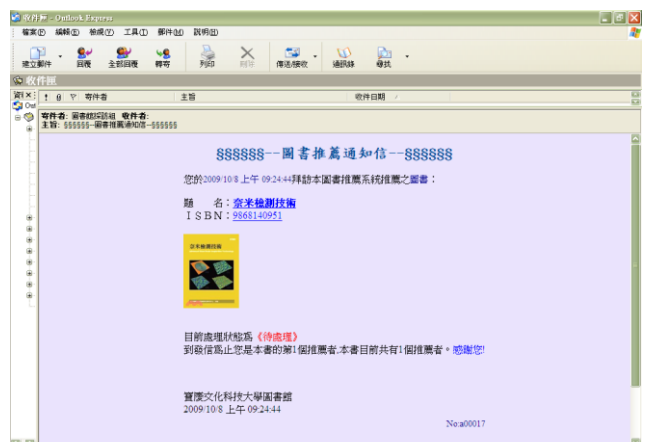 收件匣 - Outlook Express
檔案(F) 編輯(E) 檢視(V) 工具(T) 郵件(M) 說明(H)
建立郵件 回覆 全部回覆 轉寄 列印 刪除 傳送/接收 通訊錄 尋找
收件匣
寄件者 主旨 收件日期
寄件者: 圖書館採訪組 收件者:
主旨: §§§§§§--圖書推薦通知信--§§§§§§
§§§§§§--圖書推薦通知信--§§§§§§
您於2009/10/8 上午 09:24:44拜訪本圖書推薦系統推薦之圖書：
題 名：奈米檢測技術
ISBN：9868140951
奈米檢測技術
目前處理狀態為《待處理》
到發信為止您是本書的第1個推薦者.本書目前共有1個推薦者。感謝您!
寶慶文化科技大學圖書館
2009/10/8 上午 09:24:44
No:a00017